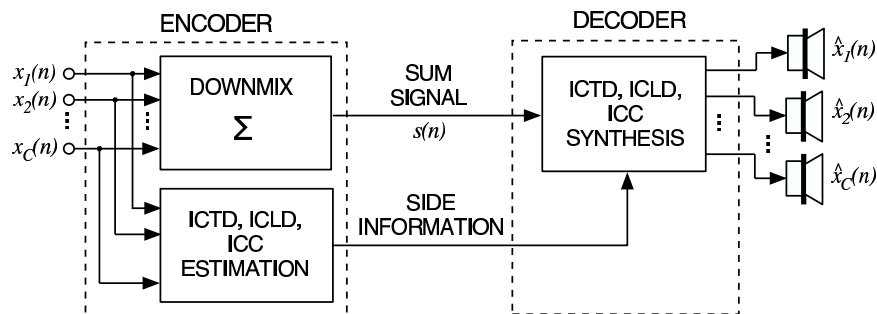 ENCODER
DECODER
x1(n)
x2(n)
xC(n)
DOWNMIX
Σ
SUM
SIGNAL
s(n)
ICTD, ICLD,
ICC
SYNTHESIS
x̂1(n)
x̂2(n)
x̂C(n)
ICTD, ICLD,
ICC
ESTIMATION
SIDE
INFORMATION